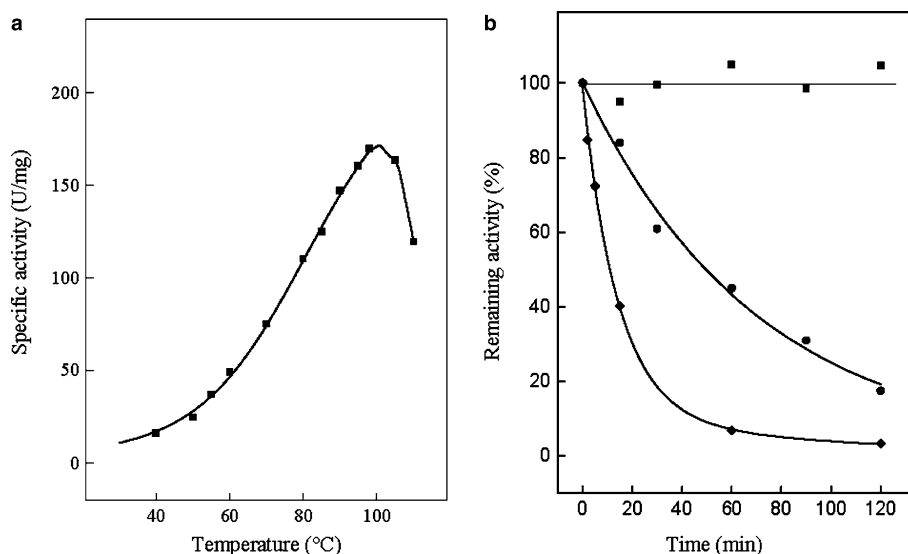 a
Specific activity (U/mg)
200
150
100
50
0
40 60 80 100
Temperature (°C)
b
Remaining activity (%)
100
80
60
40
20
0
0 20 40 60 80 100 120
Time (min)